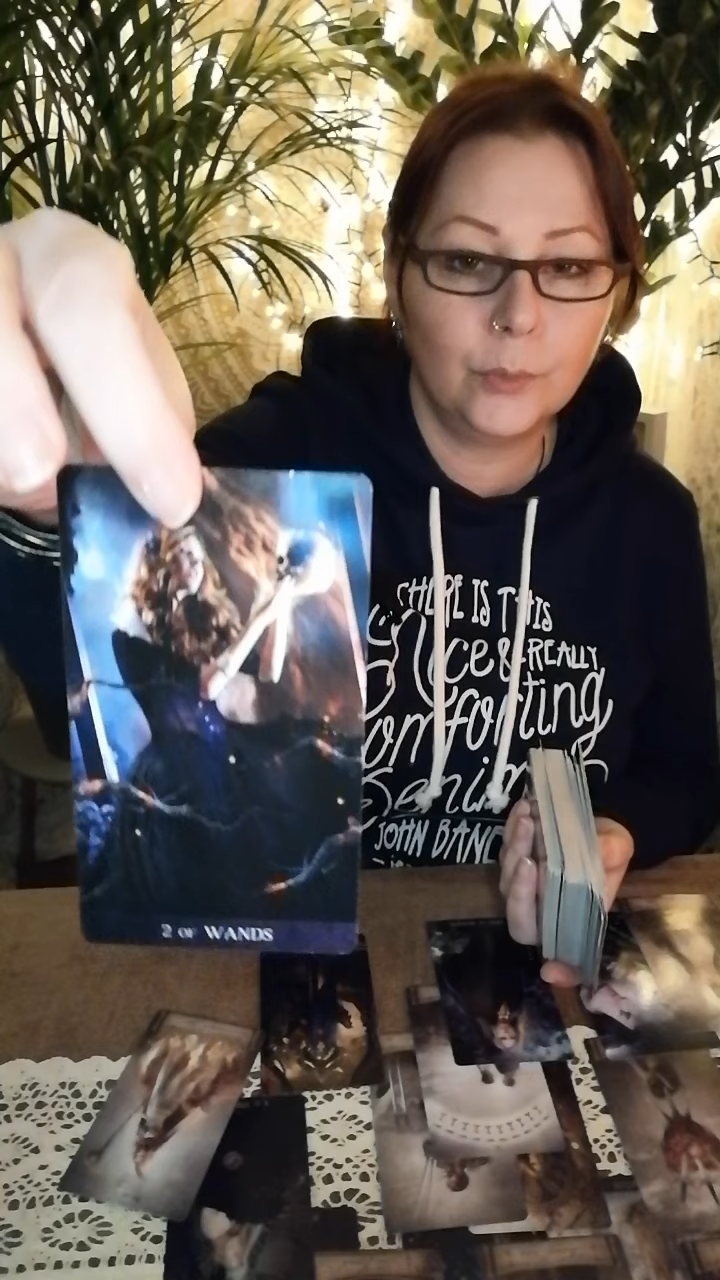 2 OF WANDS
THERE IS THIS
Nice & REALLY
Comforting
JOHN BANC